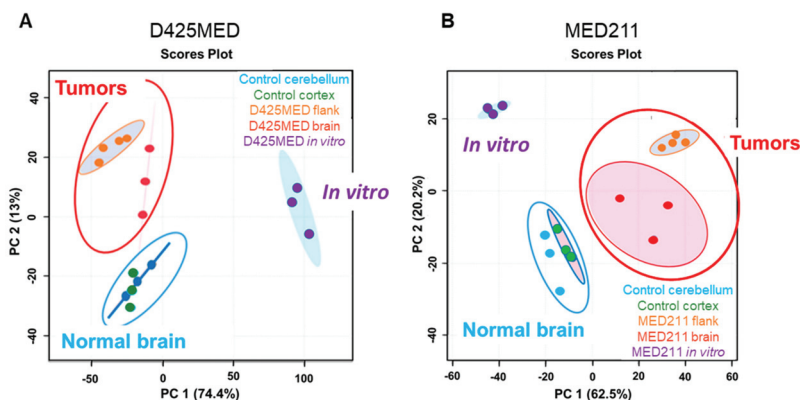 A
D425MED
Scores Plot
Tumors
Control cerebellum
Control cortex
D425MED flank
D425MED brain
D425MED in vitro
In vitro
Normal brain
40
20
0
-20
-40
PC 2 (13%)
-50
0
50
100
PC 1 (74.4%)
B
MED211
Scores Plot
In vitro
Tumors
Normal brain
Control cerebellum
Control cortex
MED211 flank
MED211 brain
MED211 in vitro
20
0
-20
-40
PC 2 (20.2%)
-60
-40
-20
0
20
40
60
PC 1 (62.5%)